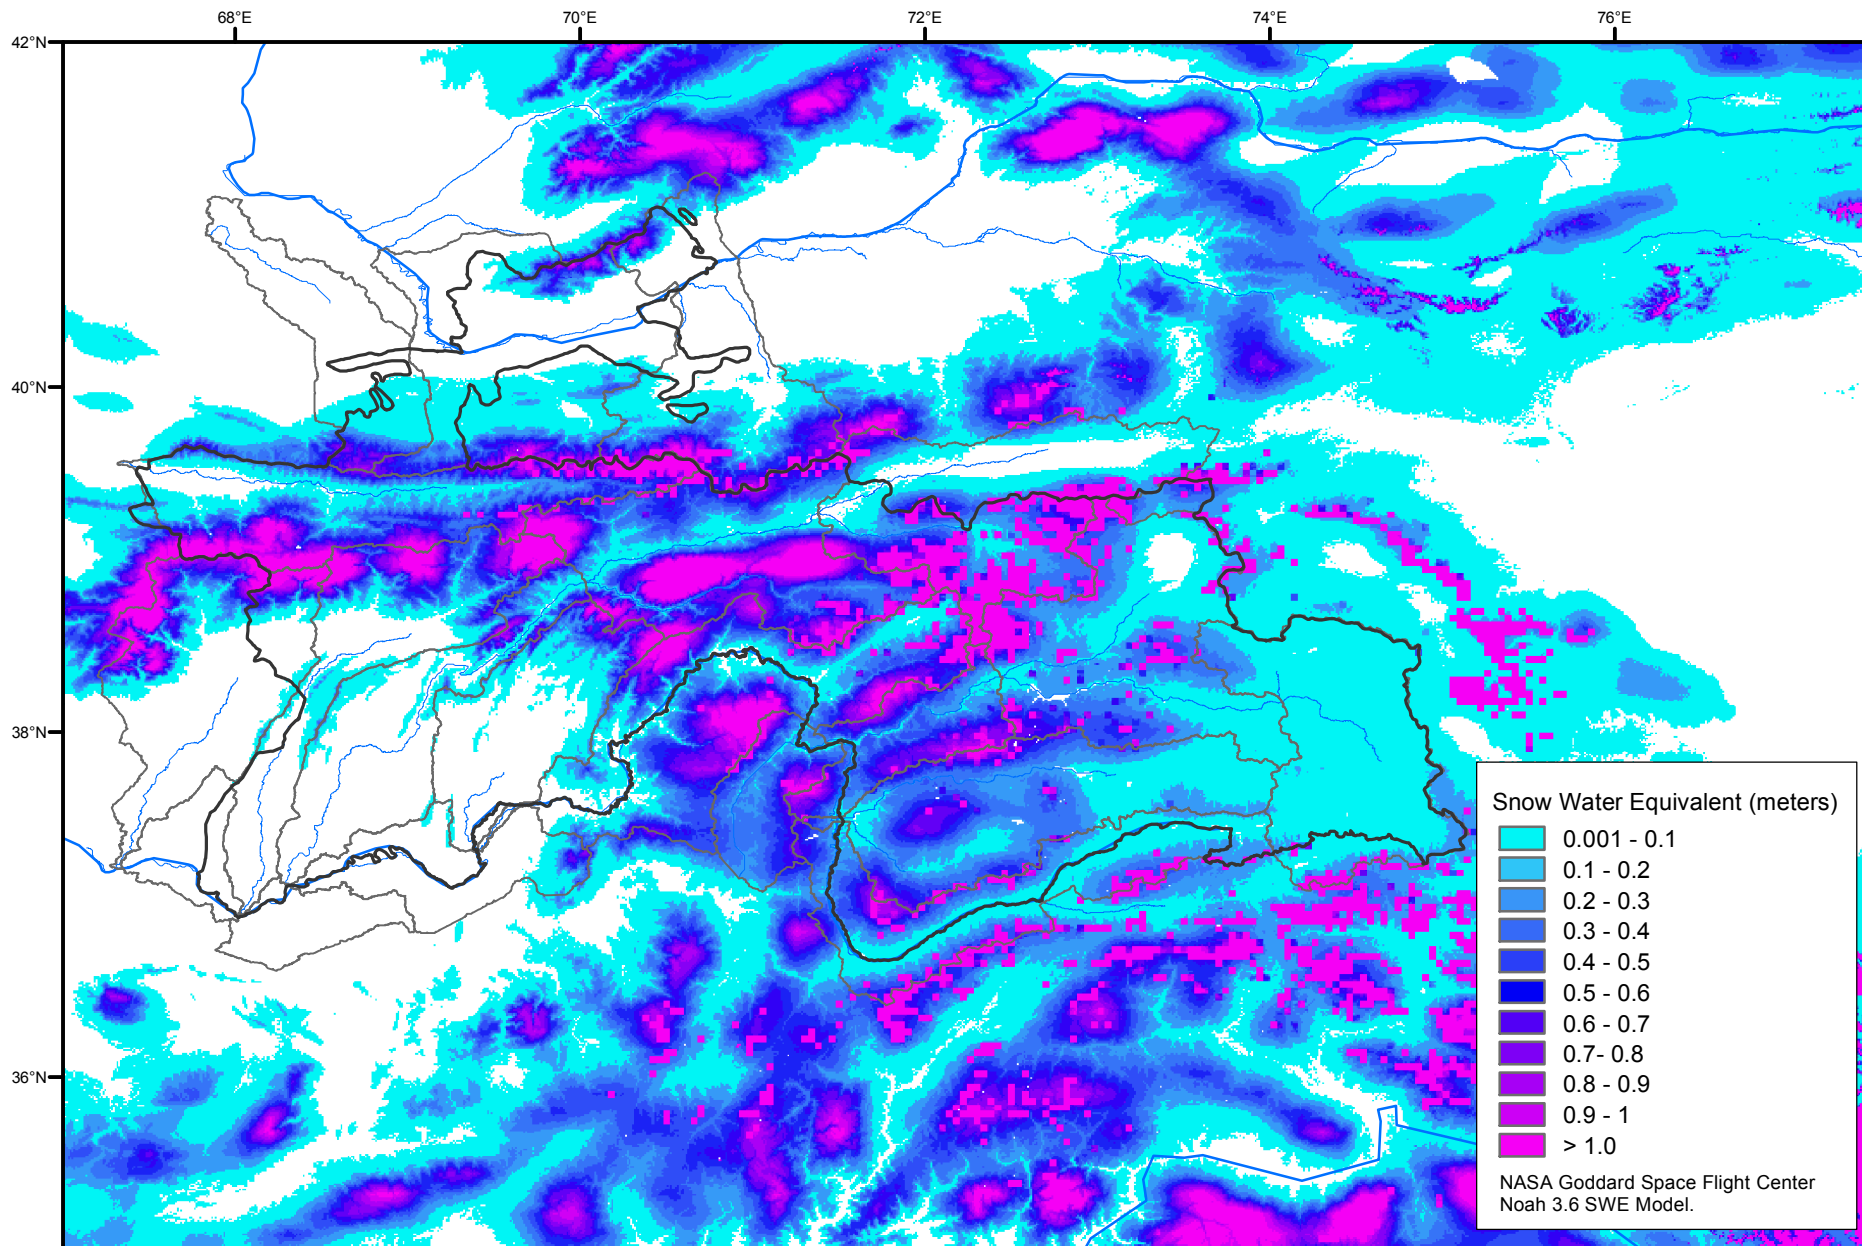 68°E 70°E 72°E 74°E 76°E
42°N
40°N
38°N
36°N
Snow Water Equivalent (meters)
0.001 - 0.1
0.1 - 0.2
0.2 - 0.3
0.3 - 0.4
0.4 - 0.5
0.5 - 0.6
0.6 - 0.7
0.7- 0.8
0.8 - 0.9
0.9 - 1
> 1.0
NASA Goddard Space Flight Center
Noah 3.6 SWE Model.